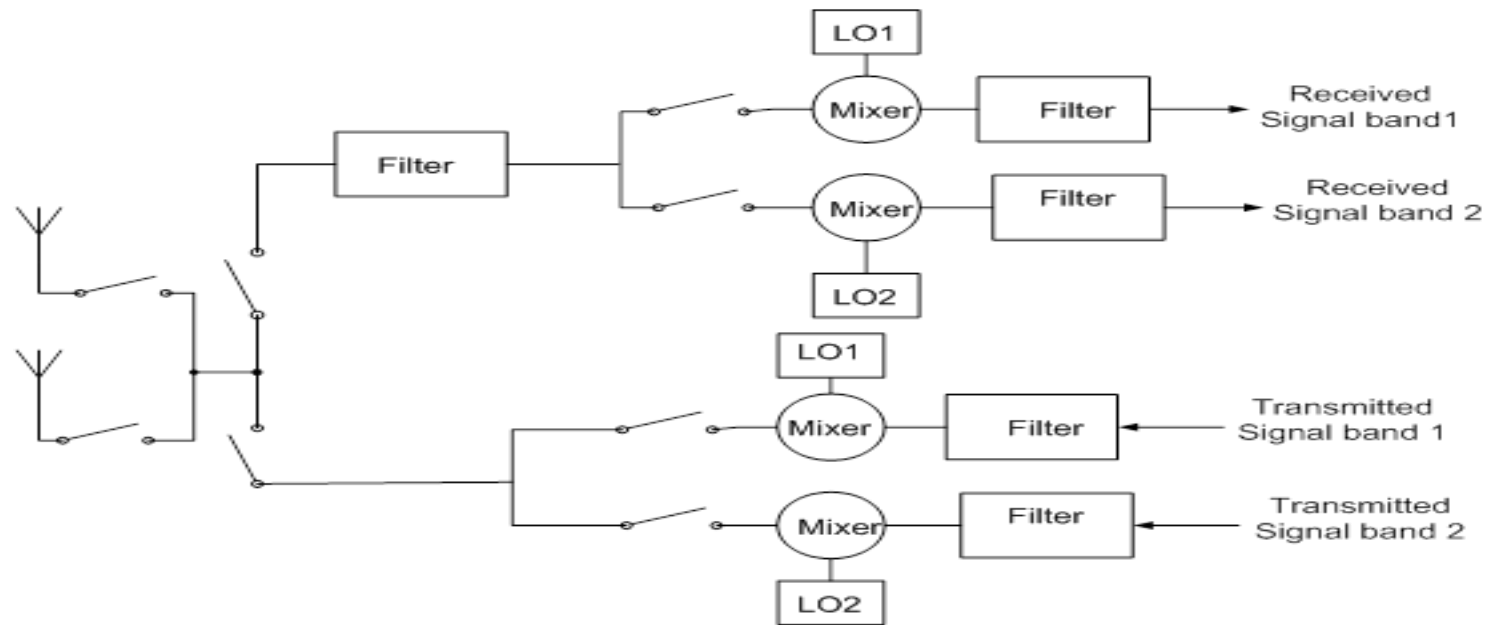 LO1
Mixer
Filter
Received
Signal band1
Filter
Mixer
Filter
Received
Signal band 2
LO2
LO1
Mixer
Filter
Transmitted
Signal band 1
Mixer
Filter
Transmitted
Signal band 2
LO2